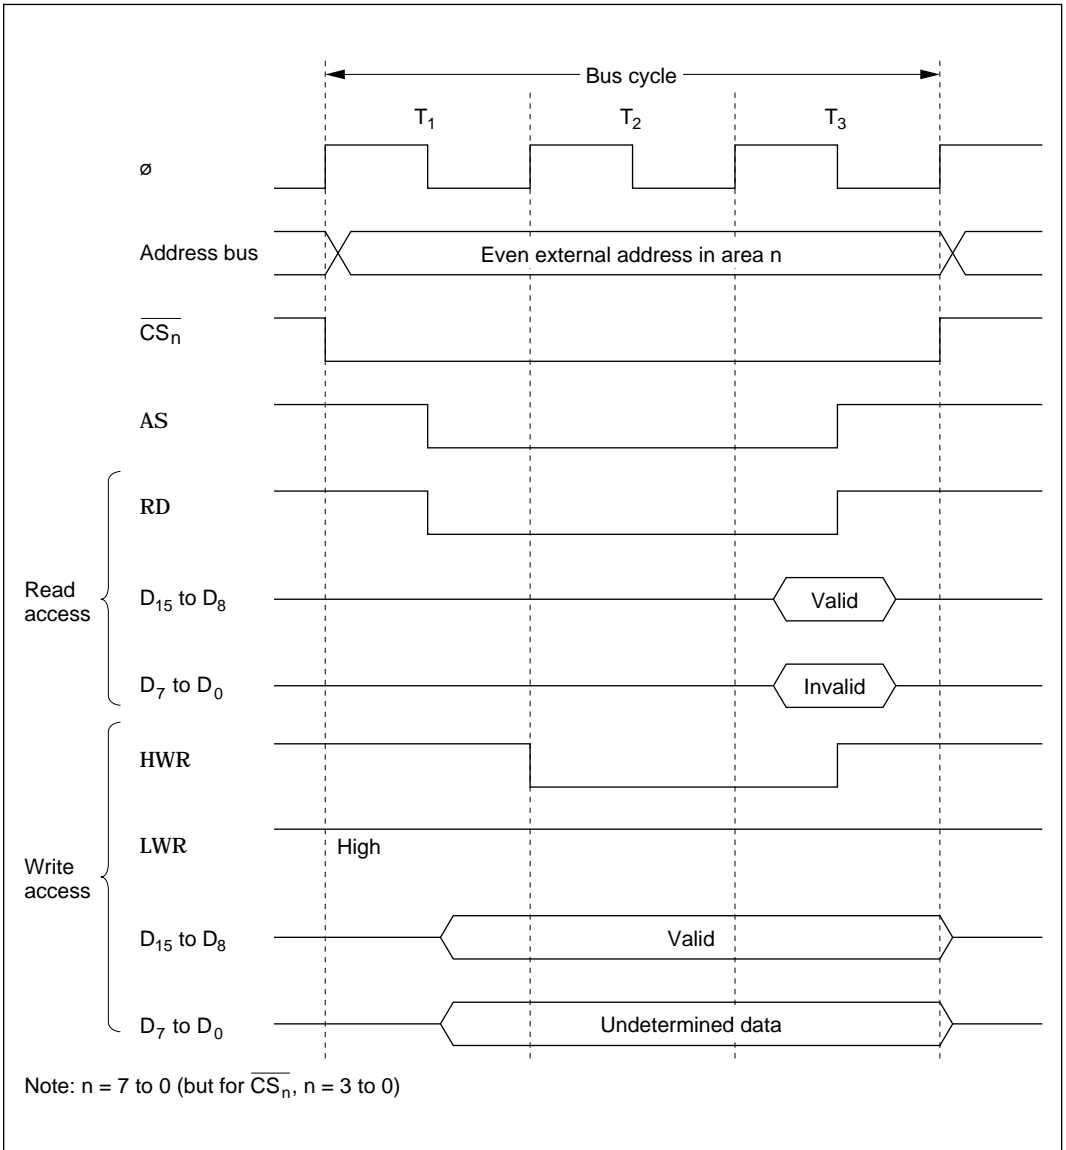 Bus cycle
T1 T2 T3
ø
Address bus Even external address in area n
CSn
AS
RD
Read access
D15 to D8 Valid
D7 to D0 Invalid
HWR
LWR High
Write access
D15 to D8 Valid
D7 to D0 Undetermined data
Note: n = 7 to 0 (but for CSn, n = 3 to 0)